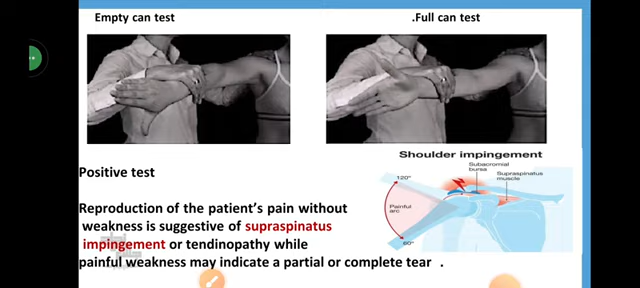 Empty can test
.Full can test
Shoulder impingement
Subacromial
bursa
Supraspinatus
muscle
120°
Painful
arc
60°
Positive test
Reproduction of the patient's pain without
weakness is suggestive of supraspinatus
impingement or tendinopathy while
painful weakness may indicate a partial or complete tear .